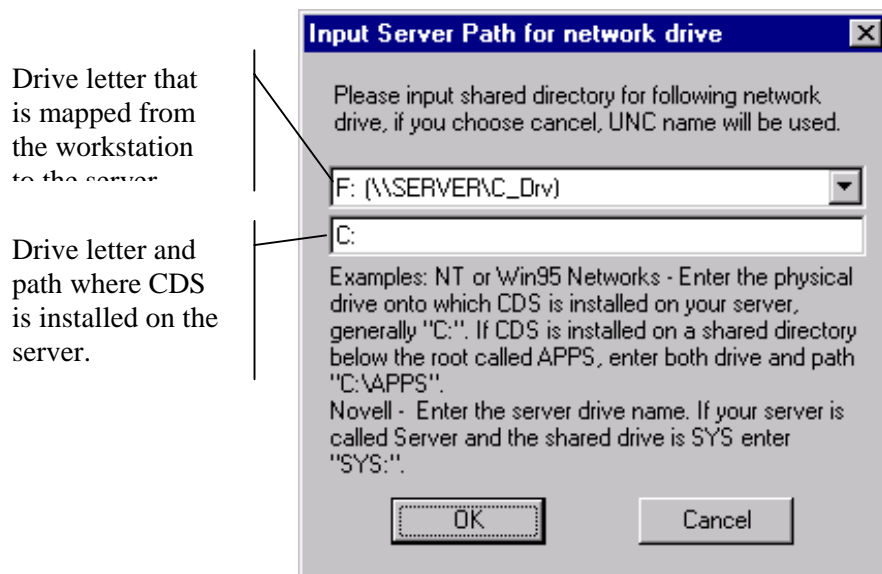 Input Server Path for network drive
Drive letter that
is mapped from
the workstation
to the server
Please input shared directory for following network
drive, if you choose cancel, UNC name will be used.
F: (\\SERVER\C_Drv)
C:
Drive letter and
path where CDS
is installed on the
server.
Examples: NT or Win95 Networks - Enter the physical
drive onto which CDS is installed on your server,
generally "C:". If CDS is installed on a shared directory
below the root called APPS, enter both drive and path
"C:\APPS".
Novell - Enter the server drive name. If your server is
called Server and the shared drive is SYS enter
"SYS:".
OK
Cancel